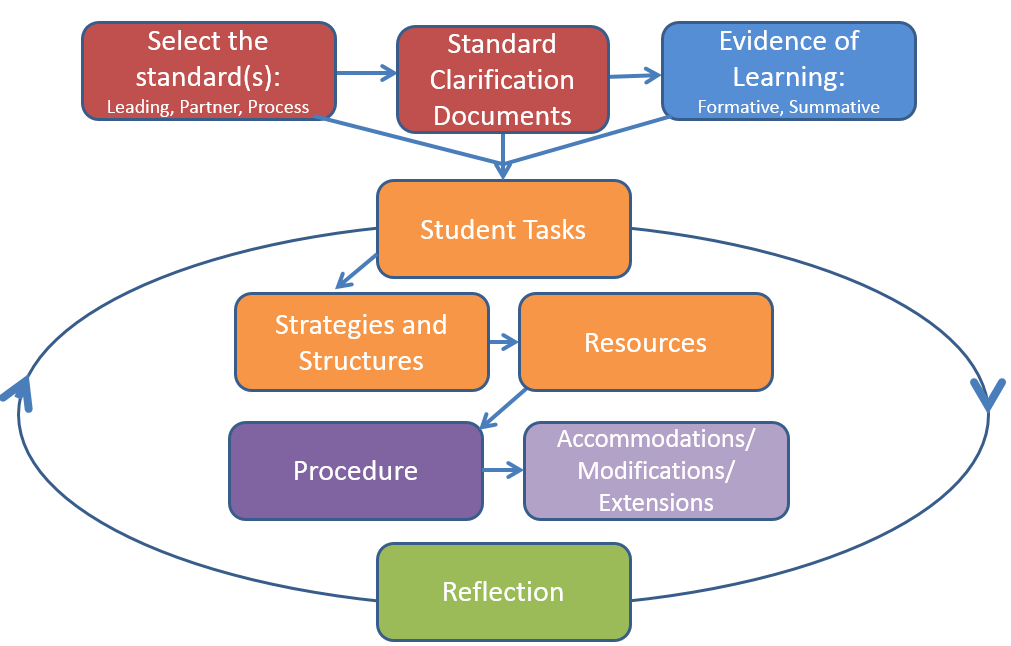 Select the
standard(s):
Leading, Partner, Process
Standard
Clarification
Documents
Evidence of
Learning:
Formative, Summative
Student Tasks
Strategies and
Structures
Resources
Procedure
Accommodations/
Modifications/
Extensions
Reflection